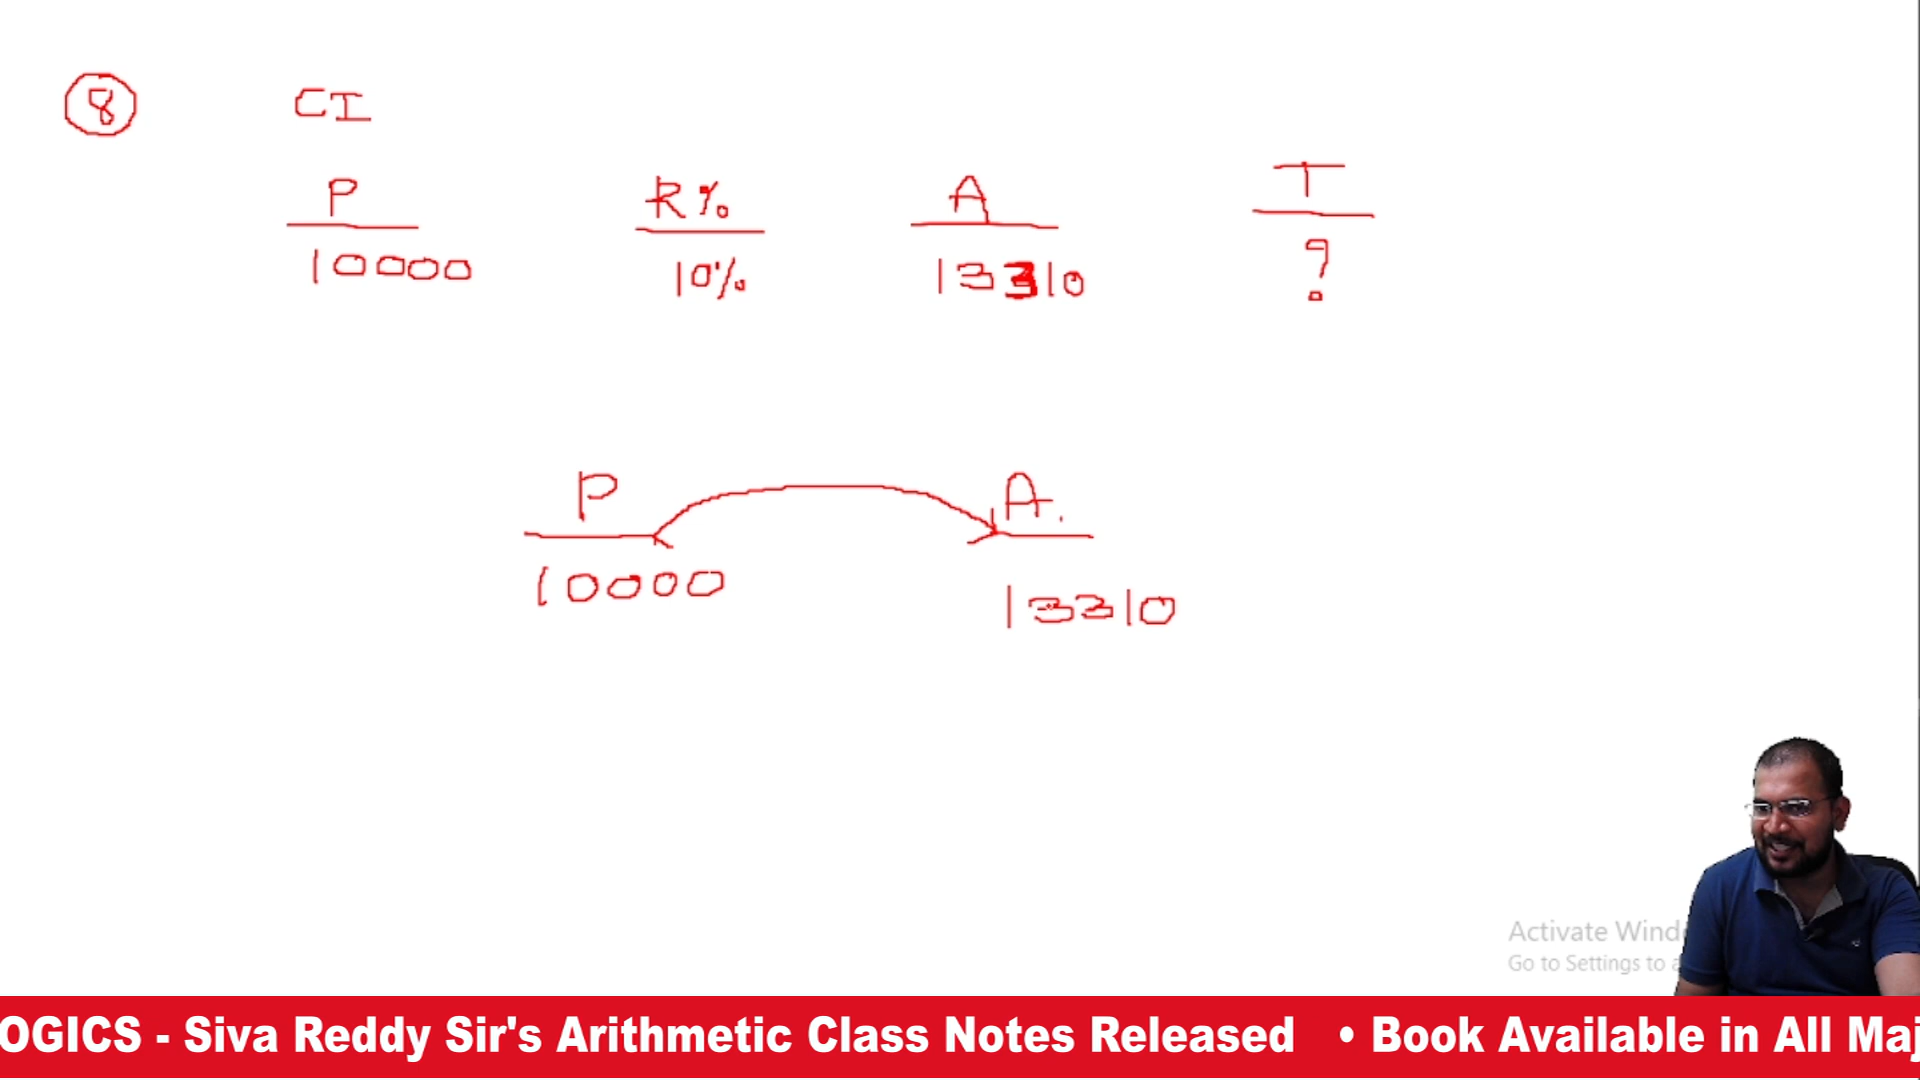 8 CI
P R% A T
10000 10% 13310 ?
P A.
10000 13310
Activate Wind
Go to Settings to a
OGICS - Siva Reddy Sir's Arithmetic Class Notes Released • Book Available in All Maj